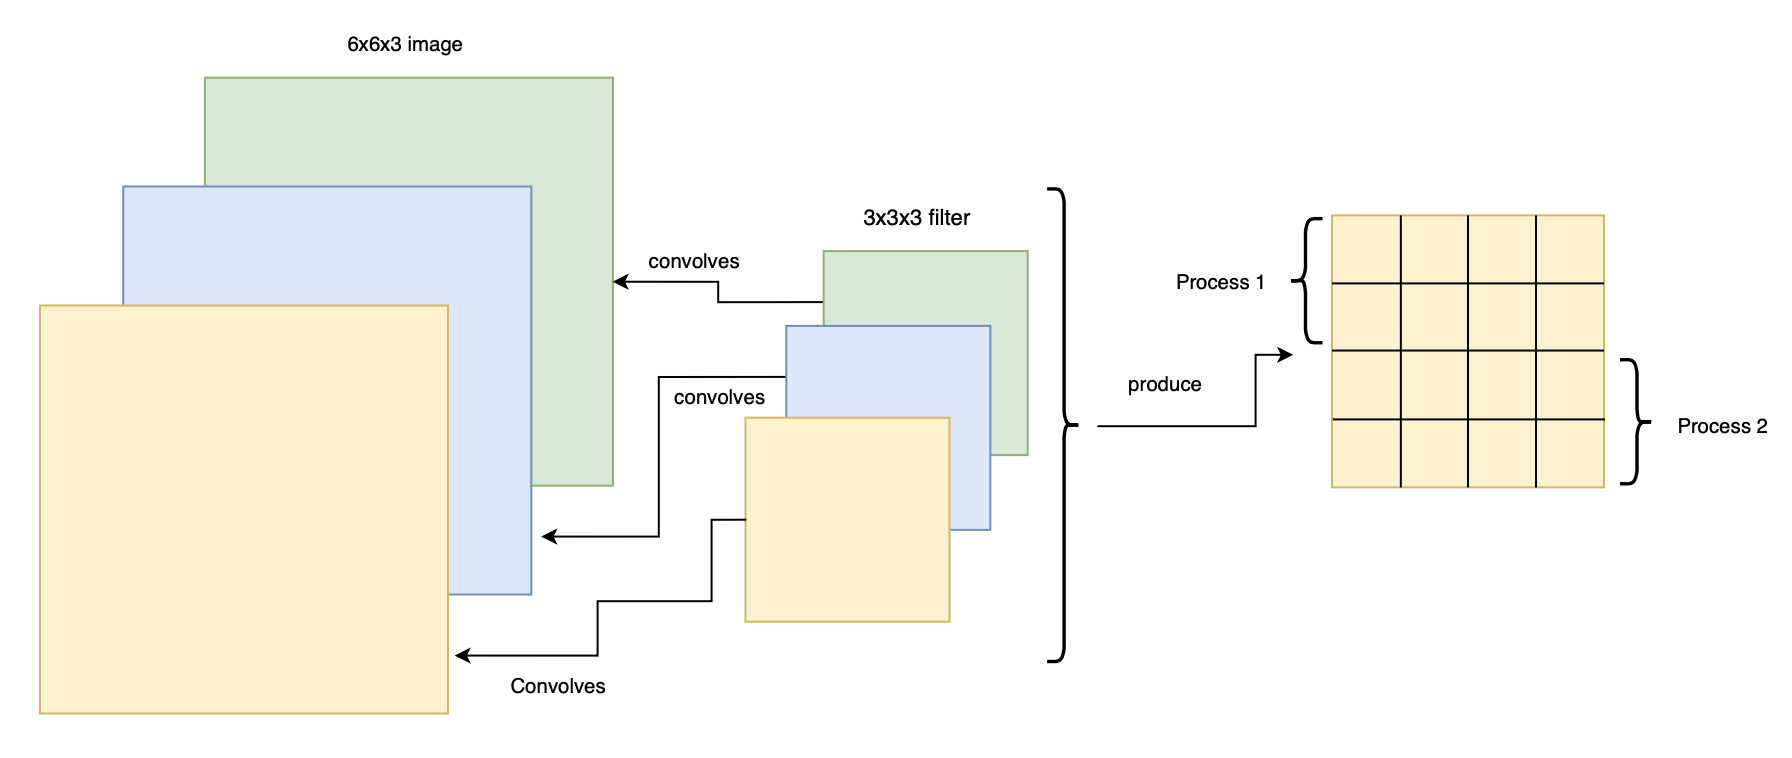 6x6x3 image
3x3x3 filter
convolves
Process 1
produce
convolves
Process 2
Convolves